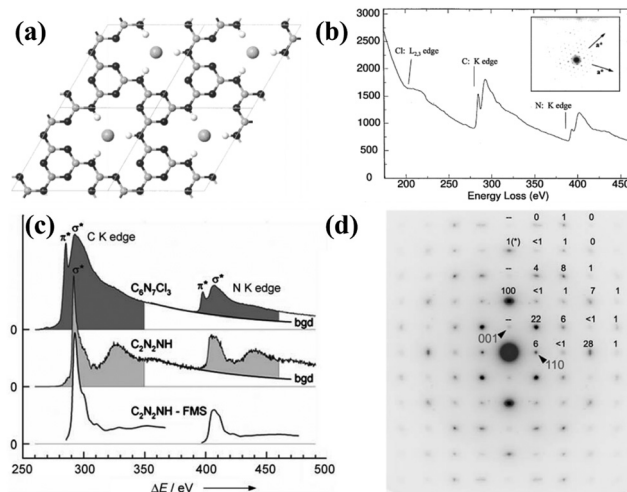 (a)
(b)
3000
2500
2000
1500
1000
500
0
Cl: L2,3 edge
C: K edge
N: K edge
200 250 300 350 400 450
Energy Loss (eV)
(c)
π* σ* C K edge
σ*
C6N7Cl3
π* σ* N K edge
0 bgd
C2N2NH
0 bgd
C2N2NH - FMS
0
300 350 400 450 490
ΔE / eV
(d)
– 0 1 0
1(*) <1 1 0
– 4 8 1
100 <1 1 7 1
– 22 6 <1 1
001
6 <1 28 1
110